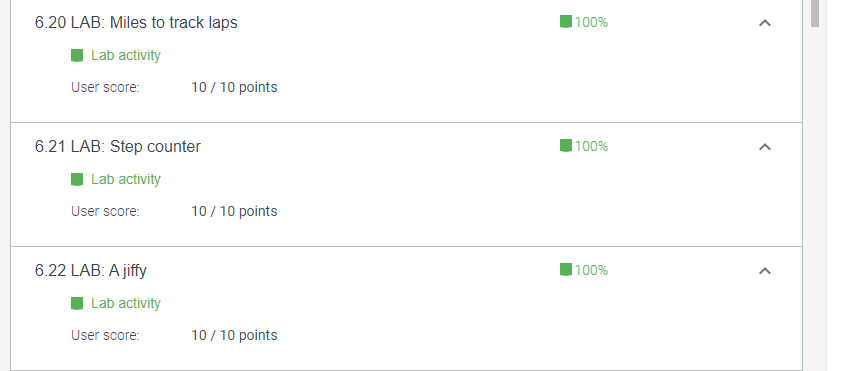 6.20 LAB: Miles to track laps 100%
Lab activity
User score: 10 / 10 points
6.21 LAB: Step counter 100%
Lab activity
User score: 10 / 10 points
6.22 LAB: A jiffy 100%
Lab activity
User score: 10 / 10 points